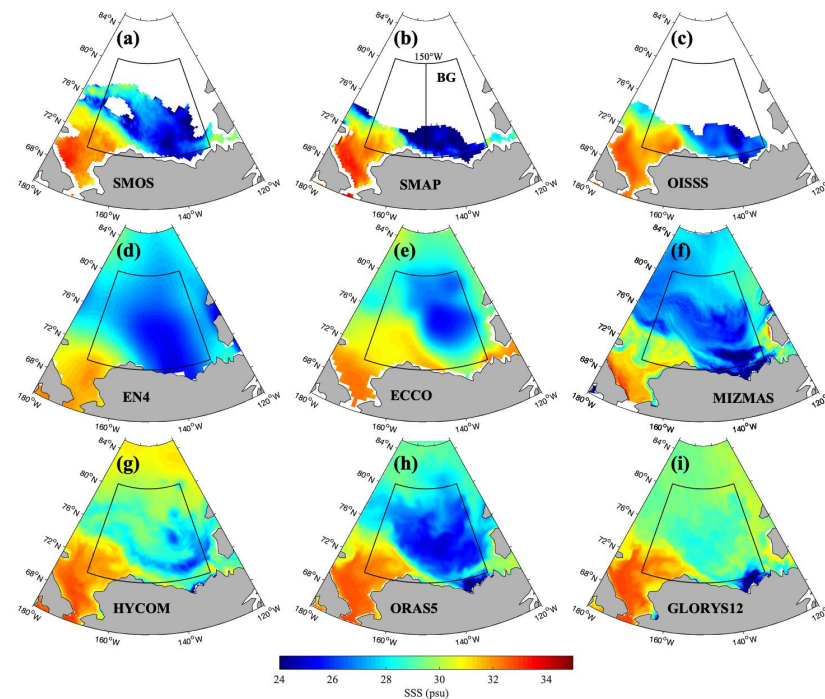 (a) (b) (c)
84°N
80°N
76°N
72°N
68°N
180°W
160°W
140°W
120°W
SMOS
84°N
80°N
76°N
72°N
68°N
180°W
160°W
140°W
120°W
150°W
BG
SMAP
84°N
80°N
76°N
72°N
68°N
180°W
160°W
140°W
120°W
OISSS
(d) (e) (f)
84°N
80°N
76°N
72°N
68°N
180°W
160°W
140°W
120°W
EN4
84°N
80°N
76°N
72°N
68°N
180°W
160°W
140°W
120°W
ECCO
84°N
80°N
76°N
72°N
68°N
180°W
160°W
140°W
120°W
MIZMAS
(g) (h) (i)
84°N
80°N
76°N
72°N
68°N
180°W
160°W
140°W
120°W
HYCOM
84°N
80°N
76°N
72°N
68°N
180°W
160°W
140°W
120°W
ORAS5
84°N
80°N
76°N
72°N
68°N
180°W
160°W
140°W
120°W
GLORYS12
24 26 28 30 32 34
SSS (psu)